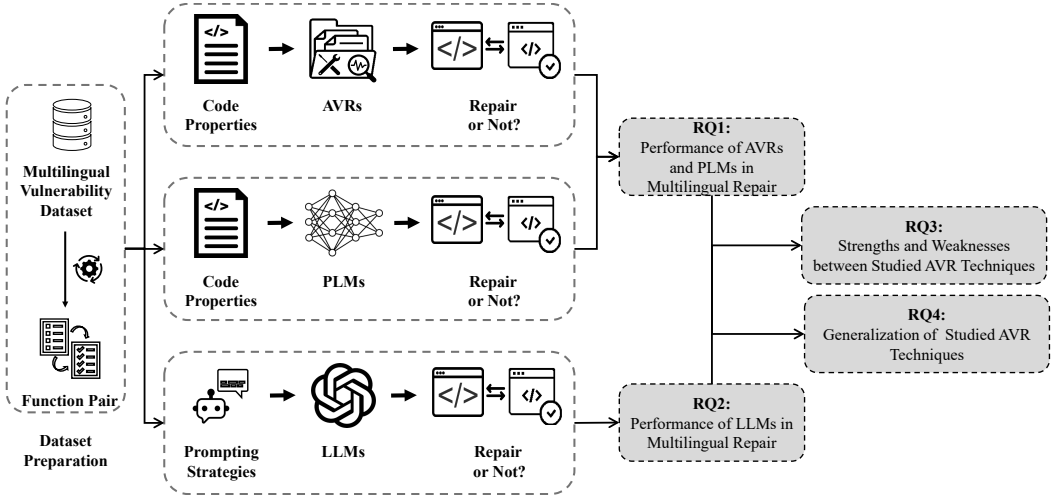 Multilingual
Vulnerability
Dataset
Function Pair
Dataset
Preparation
</>
Code
Properties
AVRs
</>
</>
Repair
or Not?
</>
Code
Properties
PLMs
</>
</>
Repair
or Not?
Prompting
Strategies
LLMs
</>
</>
Repair
or Not?
RQ1:
Performance of AVRs
and PLMs in
Multilingual Repair
RQ3:
Strengths and Weaknesses
between Studied AVR Techniques
RQ4:
Generalization of Studied AVR
Techniques
RQ2:
Performance of LLMs in
Multilingual Repair